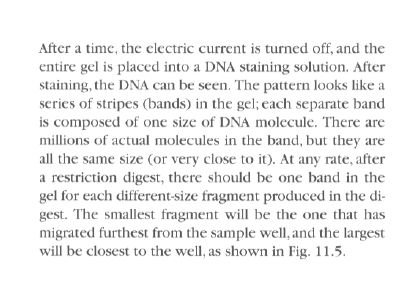 After a time, the electric current is turned off, and the
entire gel is placed into a DNA staining solution. After
staining, the DNA can be seen. The pattern looks like a
series of stripes (bands) in the gel; each separate band
is composed of one size of DNA molecule. There are
millions of actual molecules in the band, but they are
all the same size (or very close to it). At any rate, after
a restriction digest, there should be one band in the
gel for each different-size fragment produced in the di-
gest. The smallest fragment will be the one that has
migrated furthest from the sample well, and the largest
will be closest to the well, as shown in Fig. 11.5.